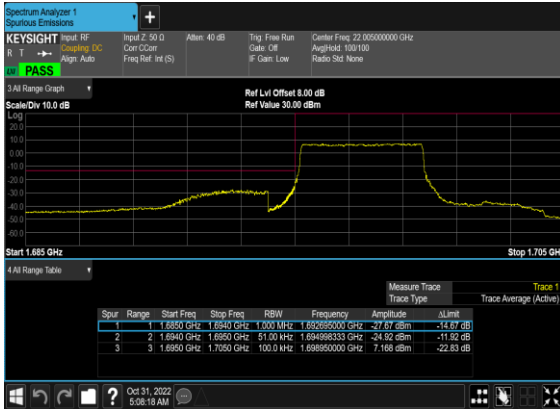 Spectrum Analyzer 1
Spurious Emissions
+
KEYSIGHT Input: RF Input Z: 50 Ω Atten: 40 dB Trig: Free Run Center Freq: 22.005000000 GHz
R T Coupling: DC Corr CCorr Gate: Off Avg|Hold: 100/100
Align: Auto Freq Ref: Int (S) IF Gain: Low Radio Std: None
PASS
3 All Range Graph
Ref Lvl Offset 8.00 dB
Scale/Div 10.0 dB Ref Value 30.00 dBm
Log
20.0
10.0
0.00
-10.0
-20.0
-30.0
-40.0
-50.0
-60.0
Start 1.685 GHz Stop 1.705 GH
4 All Range Table
Measure Trace Trace 1
Trace Type Trace Average (Active)
Spur Range Start Freq Stop Freq RBW Frequency Amplitude ΔLimit
1 1 1.6850 GHz 1.6940 GHz 1.000 MHz 1.692695000 GHz -27.67 dBm -14.67 dB
2 2 1.6940 GHz 1.6950 GHz 51.00 kHz 1.694998333 GHz -24.92 dBm -11.92 dB
3 3 1.6950 GHz 1.7050 GHz 100.0 kHz 1.698950000 GHz 7.168 dBm -22.83 dB
? Oct 31, 2022
5:08:18 AM